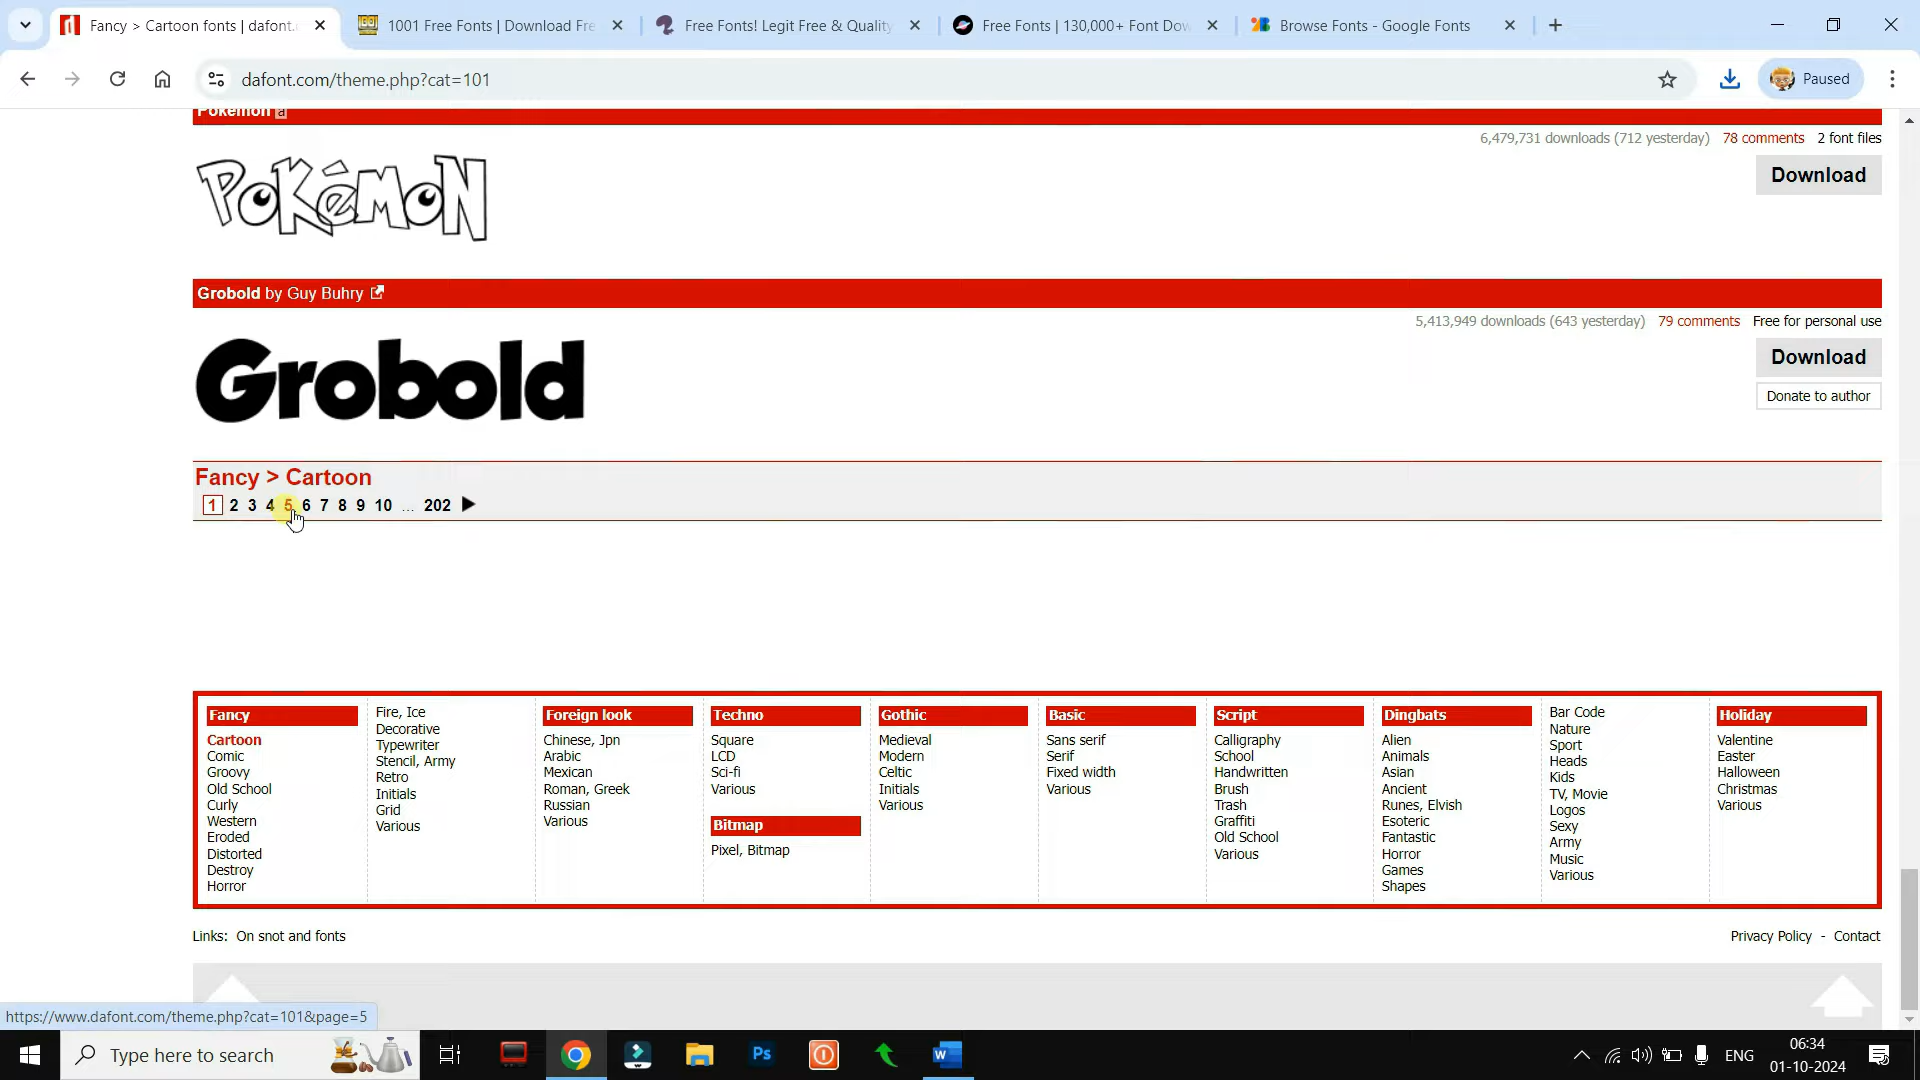 Fancy > Cartoon fonts | dafont.
1001 Free Fonts | Download Fre
Free Fonts! Legit Free & Quality
Free Fonts | 130,000+ Font Dow
Browse Fonts - Google Fonts
dafont.com/theme.php?cat=101
Paused
Pokemon a
6,479,731 downloads (712 yesterday) 78 comments 2 font files
POKéMON
Download
Grobold by Guy Buhry
5,413,949 downloads (643 yesterday) 79 comments Free for personal use
Grobold
Download
Donate to author
Fancy > Cartoon
1 2 3 4 5 6 7 8 9 10 ... 202
Fancy
Cartoon
Comic
Groovy
Old School
Curly
Western
Eroded
Distorted
Destroy
Horror
Fire, Ice
Decorative
Typewriter
Stencil, Army
Retro
Initials
Grid
Various
Foreign look
Chinese, Jpn
Arabic
Mexican
Roman, Greek
Russian
Various
Techno
Square
LCD
Sci-fi
Various
Bitmap
Pixel, Bitmap
Gothic
Medieval
Modern
Celtic
Initials
Various
Basic
Sans serif
Serif
Fixed width
Various
Script
Calligraphy
School
Handwritten
Brush
Trash
Graffiti
Old School
Various
Dingbats
Alien
Animals
Asian
Ancient
Runes, Elvish
Esoteric
Fantastic
Horror
Games
Shapes
Bar Code
Nature
Sport
Heads
Kids
TV, Movie
Logos
Sexy
Army
Music
Various
Holiday
Valentine
Easter
Halloween
Christmas
Various
Links: On snot and fonts
Privacy Policy - Contact
https://www.dafont.com/theme.php?cat=101&page=5
Type here to search
Ps
W
ENG
06:34
01-10-2024